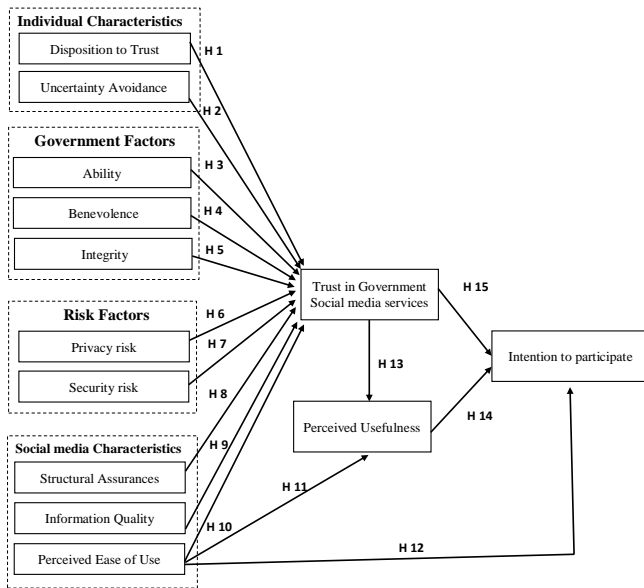 Individual Characteristics
Disposition to Trust
Uncertainty Avoidance
Government Factors
Ability
Benevolence
Integrity
Risk Factors
Privacy risk
Security risk
Social media Characteristics
Structural Assurances
Information Quality
Perceived Ease of Use
H 1
H 2
H 3
H 4
H 5
H 6
H 7
H 8
H 9
H 10
H 11
H 12
Trust in Government
Social media services
H 13
Perceived Usefulness
H 15
H 14
Intention to participate